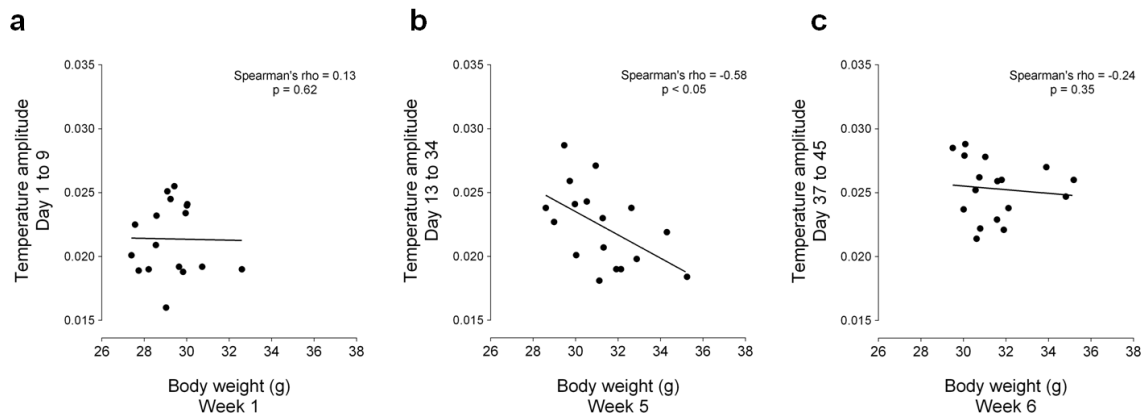 a
Spearman's rho = 0.13
p = 0.62
Temperature amplitude
Day 1 to 9
0.035
0.030
0.025
0.020
0.015
26 28 30 32 34 36 38
Body weight (g)
Week 1
b
Spearman's rho = -0.58
p < 0.05
Temperature amplitude
Day 13 to 34
0.035
0.030
0.025
0.020
0.015
26 28 30 32 34 36 38
Body weight (g)
Week 5
c
Spearman's rho = -0.24
p = 0.35
Temperature amplitude
Day 37 to 45
0.035
0.030
0.025
0.020
0.015
26 28 30 32 34 36 38
Body weight (g)
Week 6